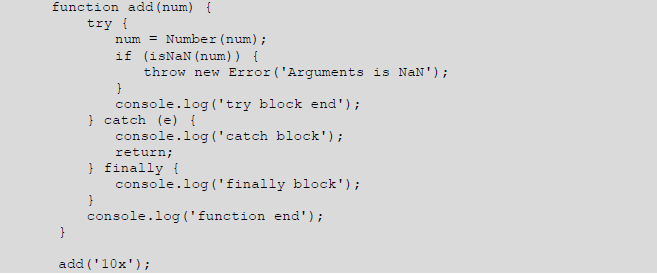 function add(num) {
try {
num = Number(num);
if (isNaN(num)) {
throw new Error('Arguments is NaN');
}
console.log('try block end');
} catch (e) {
console.log('catch block');
return;
} finally {
console.log('finally block');
}
console.log('function end');
}
add('10x');